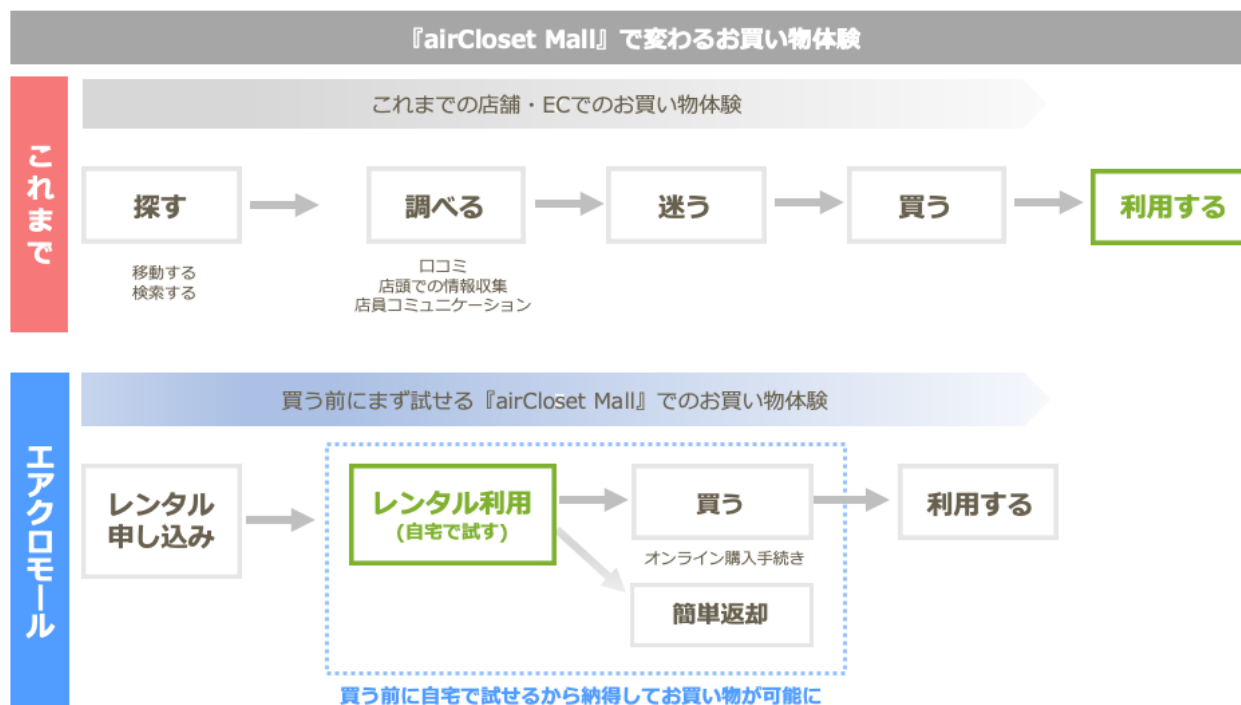 『airCloset Mall』で変わるお買い物体験
これまで
これまでの店舗・ECでのお買い物体験
探す
移動する
検索する
調べる
口コミ
店頭での情報収集
店員コミュニケーション
迷う
買う
利用する
エアクロモール
買う前にまず試せる『airCloset Mall』でのお買い物体験
レンタル
申し込み
レンタル利用
(自宅で試す)
買う
オンライン購入手続き
簡単返却
利用する
買う前に自宅で試せるから納得してお買い物が可能に